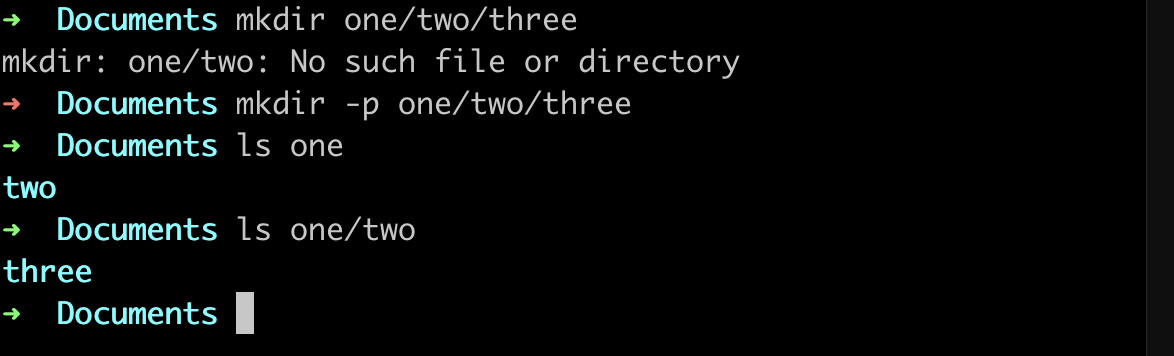 ➜ Documents mkdir one/two/three
mkdir: one/two: No such file or directory
➜ Documents mkdir -p one/two/three
➜ Documents ls one
two
➜ Documents ls one/two
three
➜ Documents